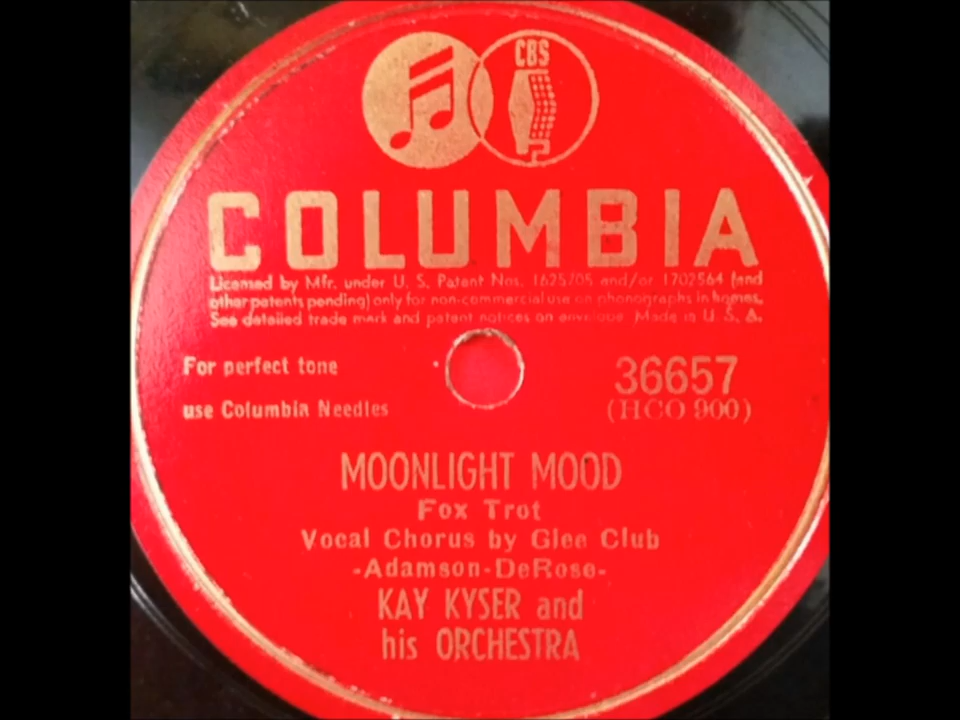 CBS
COLUMBIA
Licensed by Mfr. under U. S. Patent Nos. 1625705 and/or 1702564 (and
other patents pending) only for non-commercial use on phonographs in homes.
See detailed trade mark and patent notices on envelope. Made in U. S. A.
For perfect tone
use Columbia Needles
36657
(HCO 900)
MOONLIGHT MOOD
Fox Trot
Vocal Chorus by Glee Club
-Adamson-DeRose-
KAY KYSER and
his ORCHESTRA